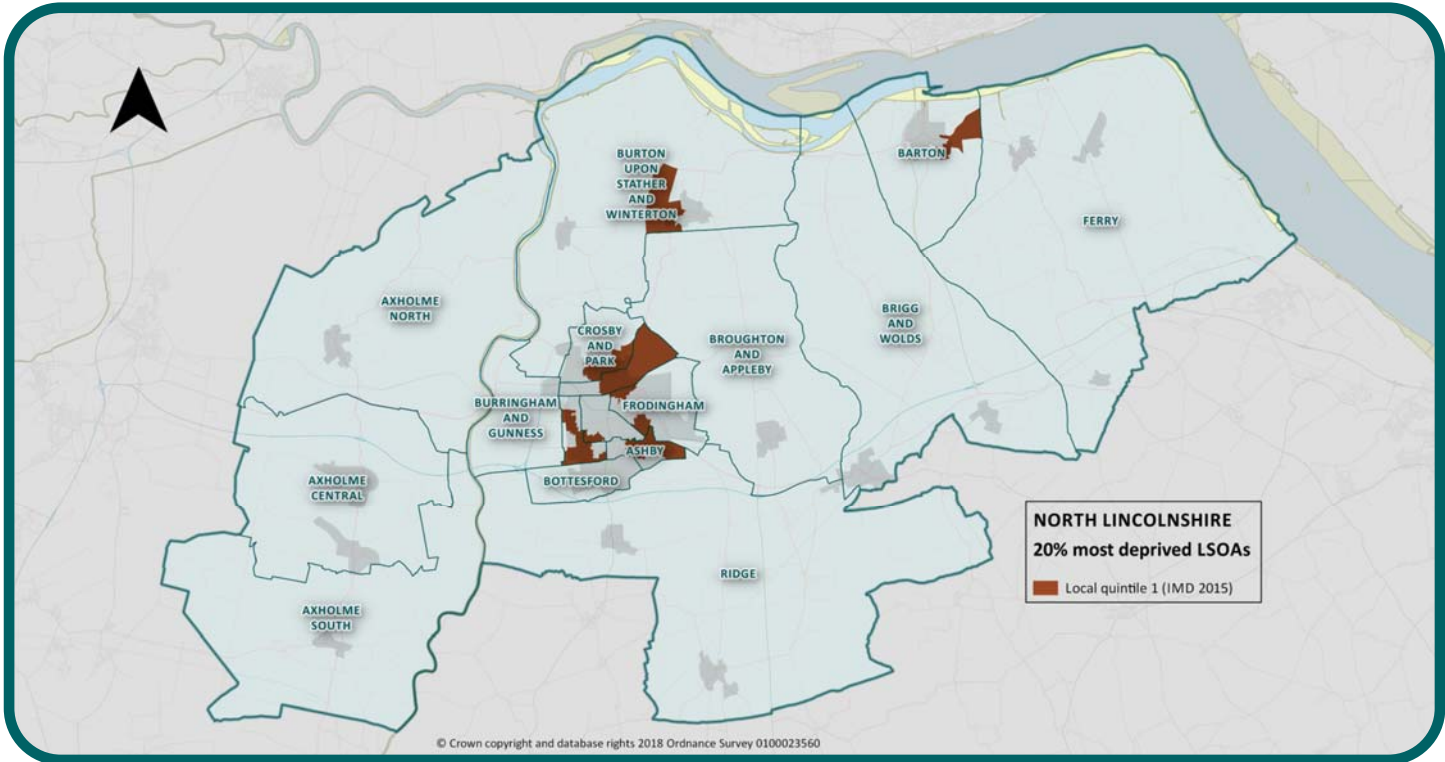 BURTON
UPON
STATHER
AND
WINTERTON
BARTON
FERRY
AXHOLME
NORTH
CROSBY
AND
PARK
BROUGHTON
AND
APPLEBY
BRIGG
AND
WOLDS
BURRINGHAM
AND
GUNNESS
FRODINGHAM
ASHBY
BOTTESFORD
AXHOLME
CENTRAL
AXHOLME
SOUTH
RIDGE
NORTH LINCOLNSHIRE
20% most deprived LSOAs
Local quintile 1 (IMD 2015)
© Crown copyright and database rights 2018 Ordnance Survey 0100023560